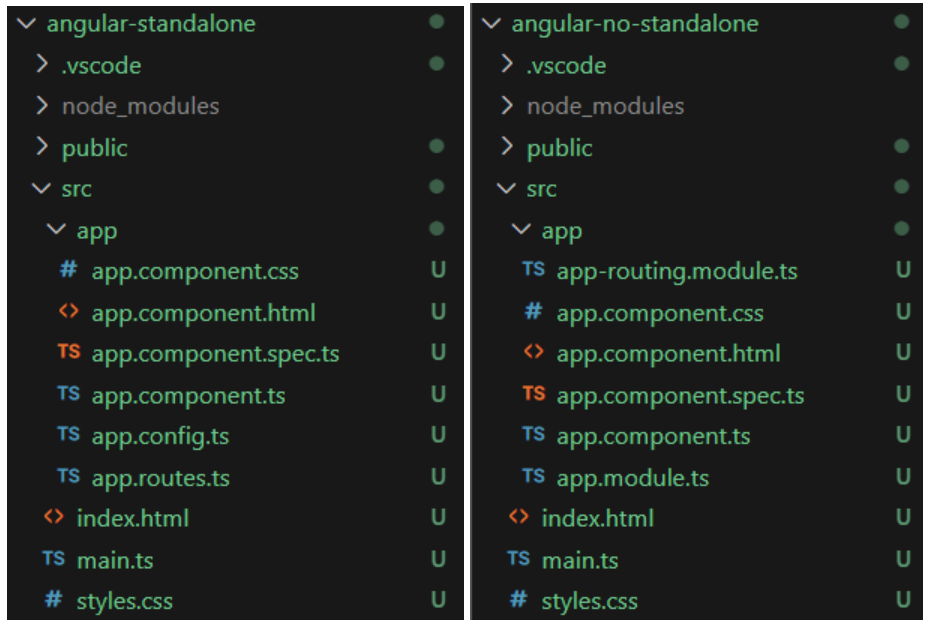 angular-standalone
.vscode
node_modules
public
src
app
# app.component.css U
<> app.component.html U
TS app.component.spec.ts U
TS app.component.ts U
TS app.config.ts U
TS app.routes.ts U
<> index.html U
TS main.ts U
# styles.css U
angular-no-standalone
.vscode
node_modules
public
src
app
TS app-routing.module.ts U
# app.component.css U
<> app.component.html U
TS app.component.spec.ts U
TS app.component.ts U
TS app.module.ts U
<> index.html U
TS main.ts U
# styles.css U